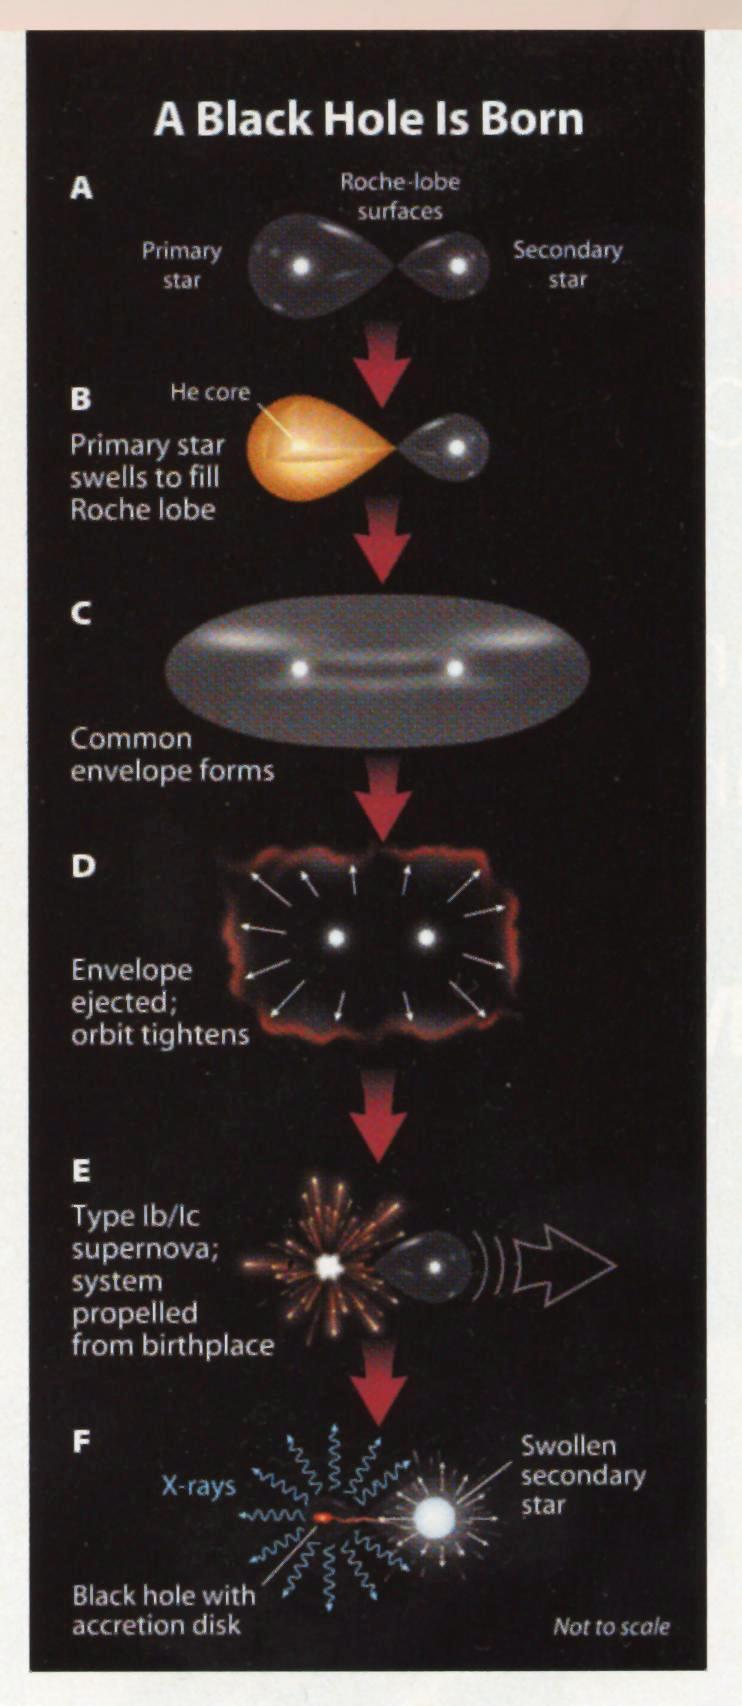 A Black Hole Is Born
A
Roche-lobe
surfaces
Primary
star
Secondary
star
B
He core
Primary star
swells to fill
Roche lobe
C
Common
envelope forms
D
Envelope
ejected;
orbit tightens
E
Type Ib/Ic
supernova;
system
propelled
from birthplace
F
X-rays
Swollen
secondary
star
Black hole with
accretion disk
Not to scale